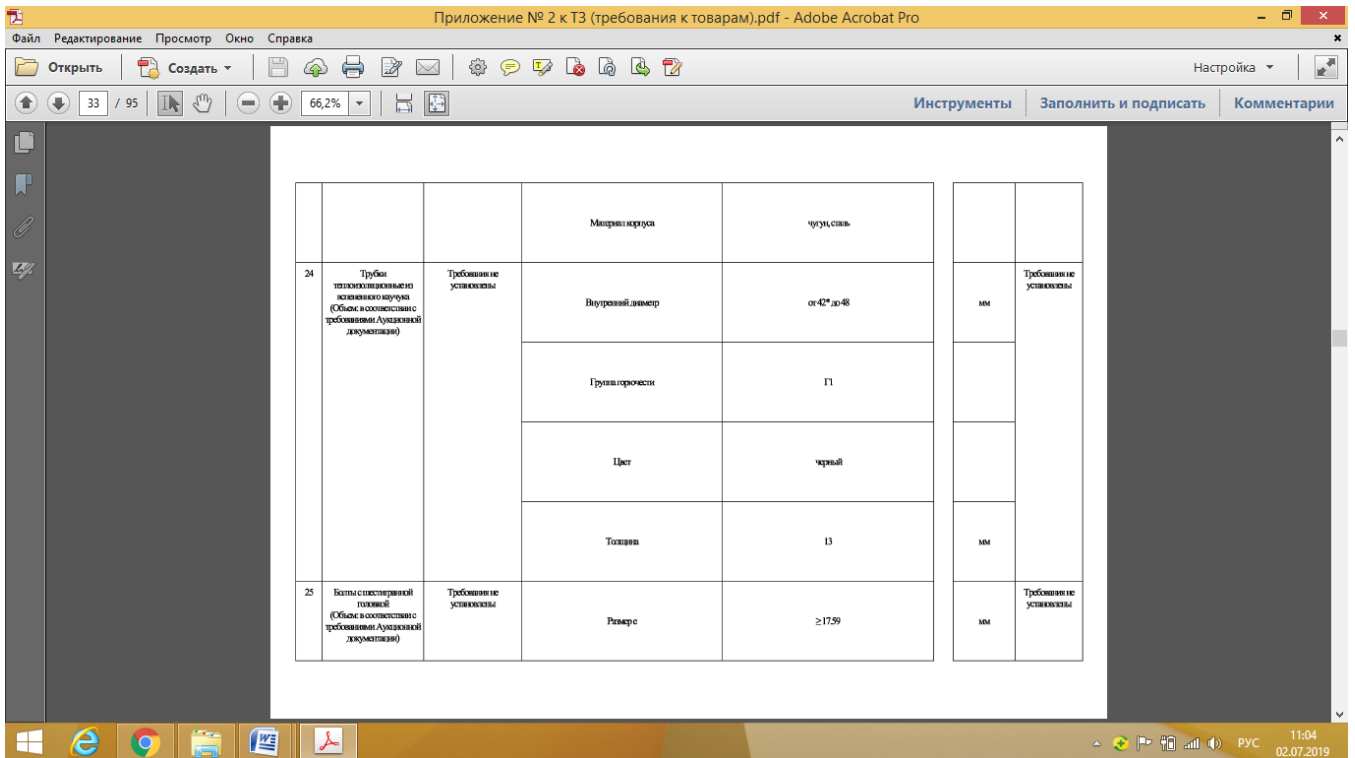 Приложение № 2 к ТЗ (требования к товарам).pdf - Adobe Acrobat Pro
Файл Редактирование Просмотр Окно Справка
Открыть Создать Настройка
33 / 95 66,2% Инструменты Заполнить и подписать Комментарии
Материал корпуса чугун, сталь
24 Трубки Требования не Требования не
теплоизоляционные из установлены установлены
вспененного каучука Внутренний диаметр от 42* до 48 мм
(Объем: в соответствии с
требованиями Аукционной
документации)
Группа горючести Г1
Цвет черный
Толщина 13 мм
25 Болты с шестигранной Требования не Требования не
головкой установлены установлены
(Объем: в соответствии с Размер е ≥ 17.59 мм
требованиями Аукционной
документации)
РУС 11:04
02.07.2019